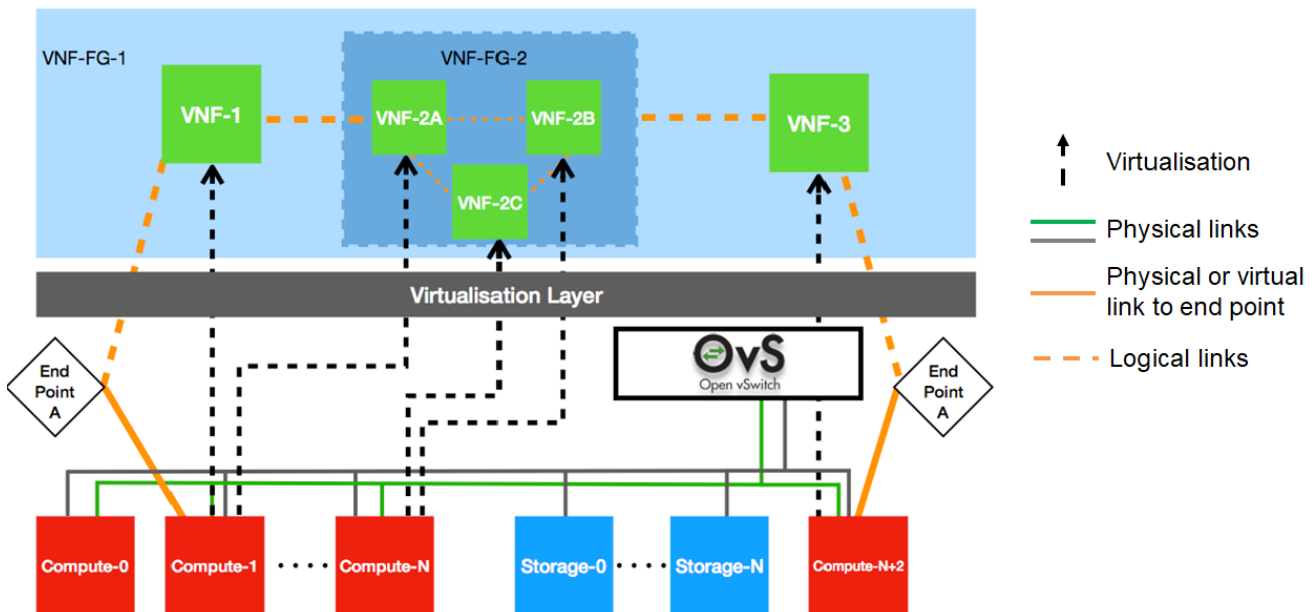 VNF-FG-1
VNF-FG-2
VNF-1
VNF-2A
VNF-2B
VNF-3
VNF-2C
Virtualisation Layer
End
Point
A
OvS
Open vSwitch
End
Point
A
Compute-0
Compute-1
Compute-N
Storage-0
Storage-N
Compute-N+2
Virtualisation
Physical links
Physical or virtual
link to end point
Logical links